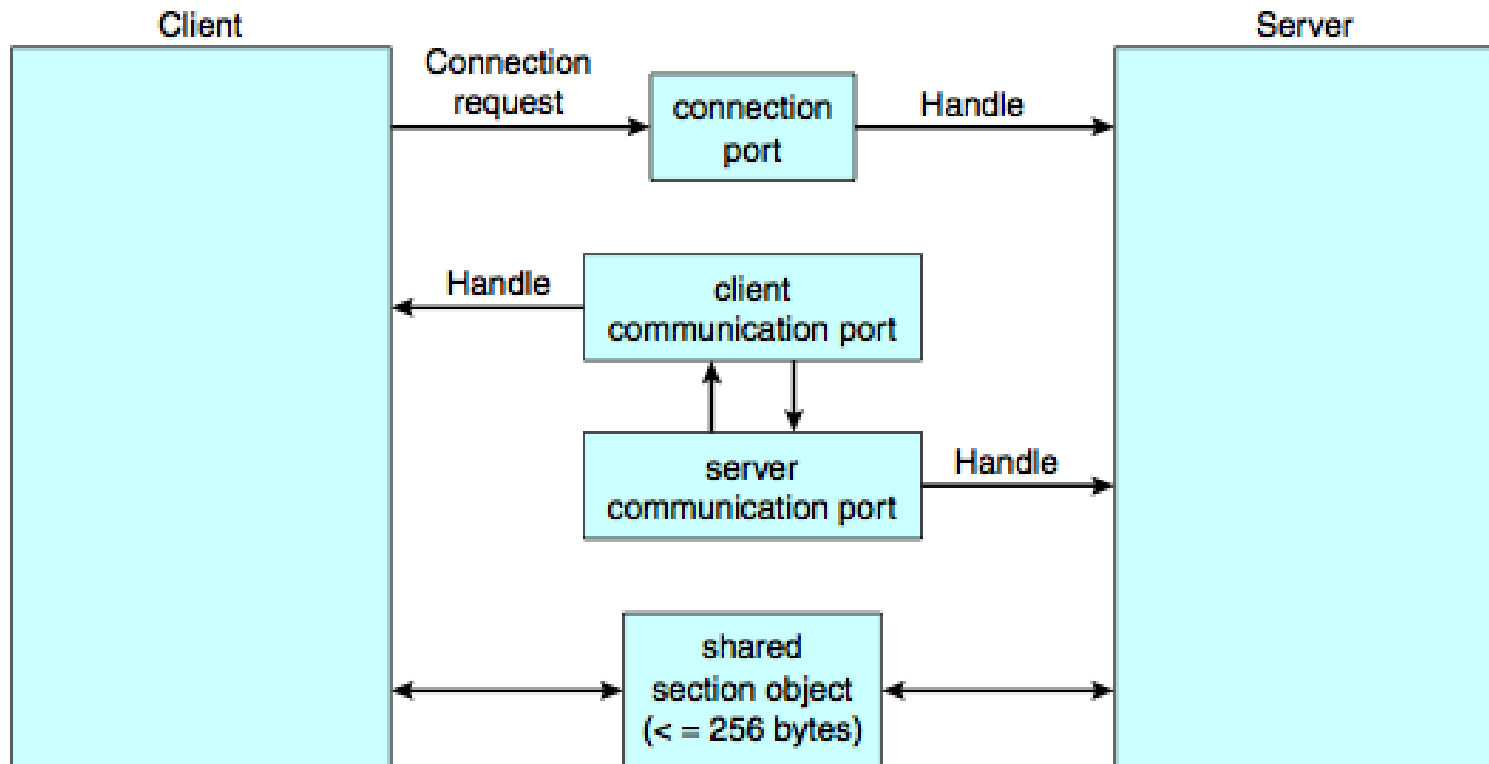 Client
Server
Connection
request
connection
port
Handle
Handle
client
communication port
server
communication port
Handle
shared
section object
(< = 256 bytes)